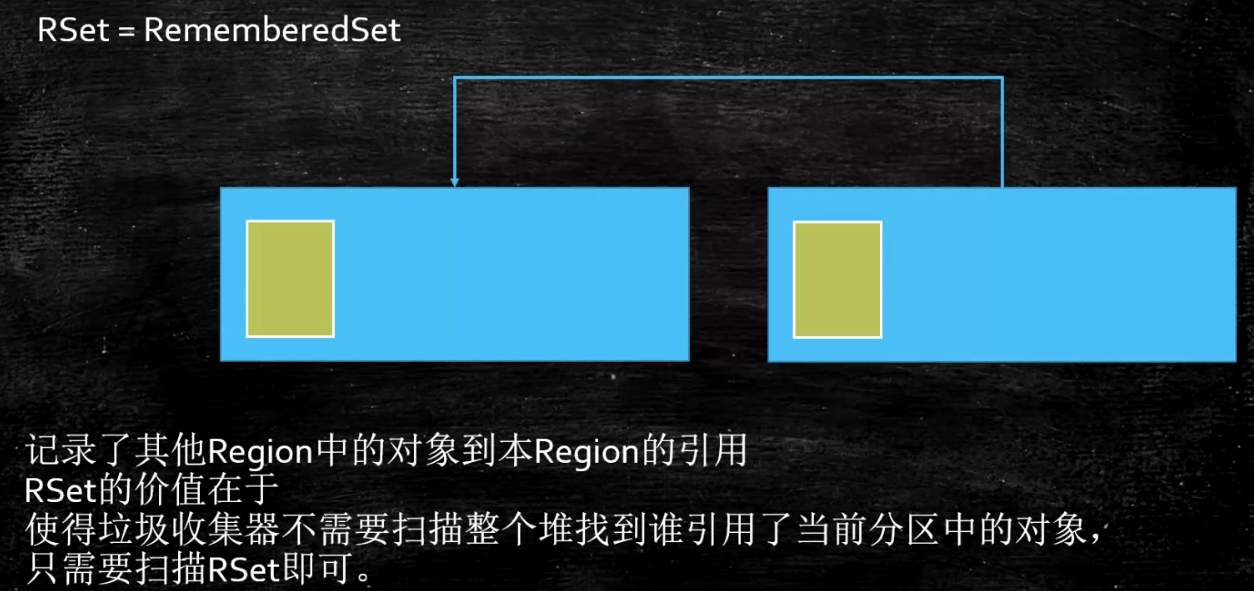 RSet = RememberedSet
记录了其他Region中的对象到本Region的引用
RSet的价值在于
使得垃圾收集器不需要扫描整个堆找到谁引用了当前分区中的对象，
只需要扫描RSet即可。